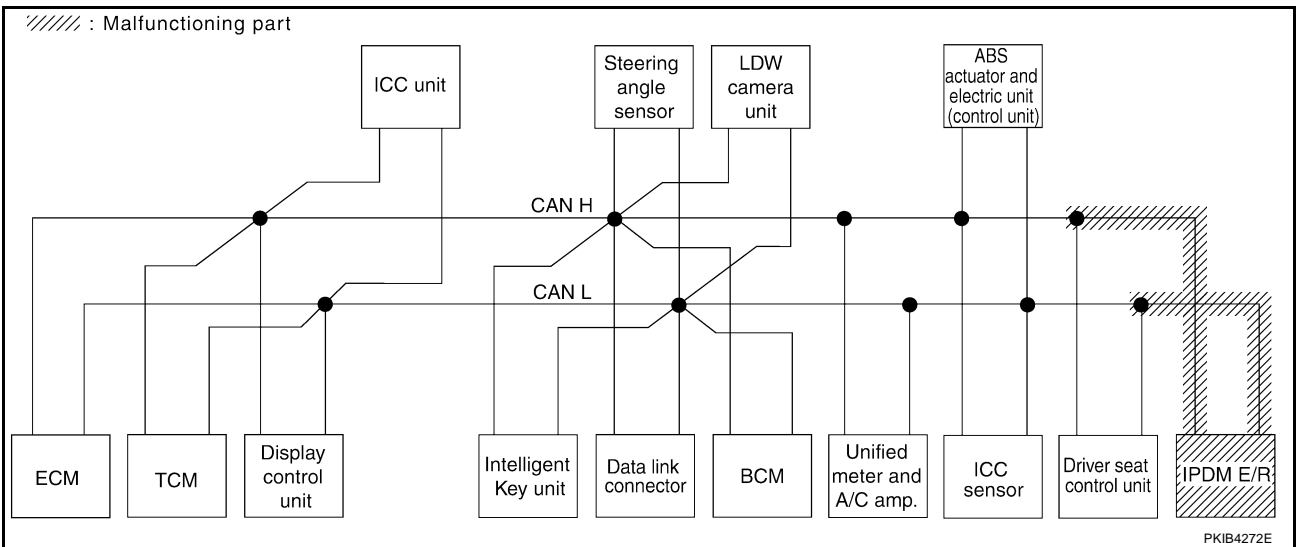 : Malfunctioning part
ICC unit
Steering
angle
sensor
LDW
camera
unit
ABS
actuator and
electric unit
(control unit)
CAN H
CAN L
ECM
TCM
Display
control
unit
Intelligent
Key unit
Data link
connector
BCM
Unified
meter and
A/C amp.
ICC
sensor
Driver seat
control unit
IPDM E/R
PKIB4272E